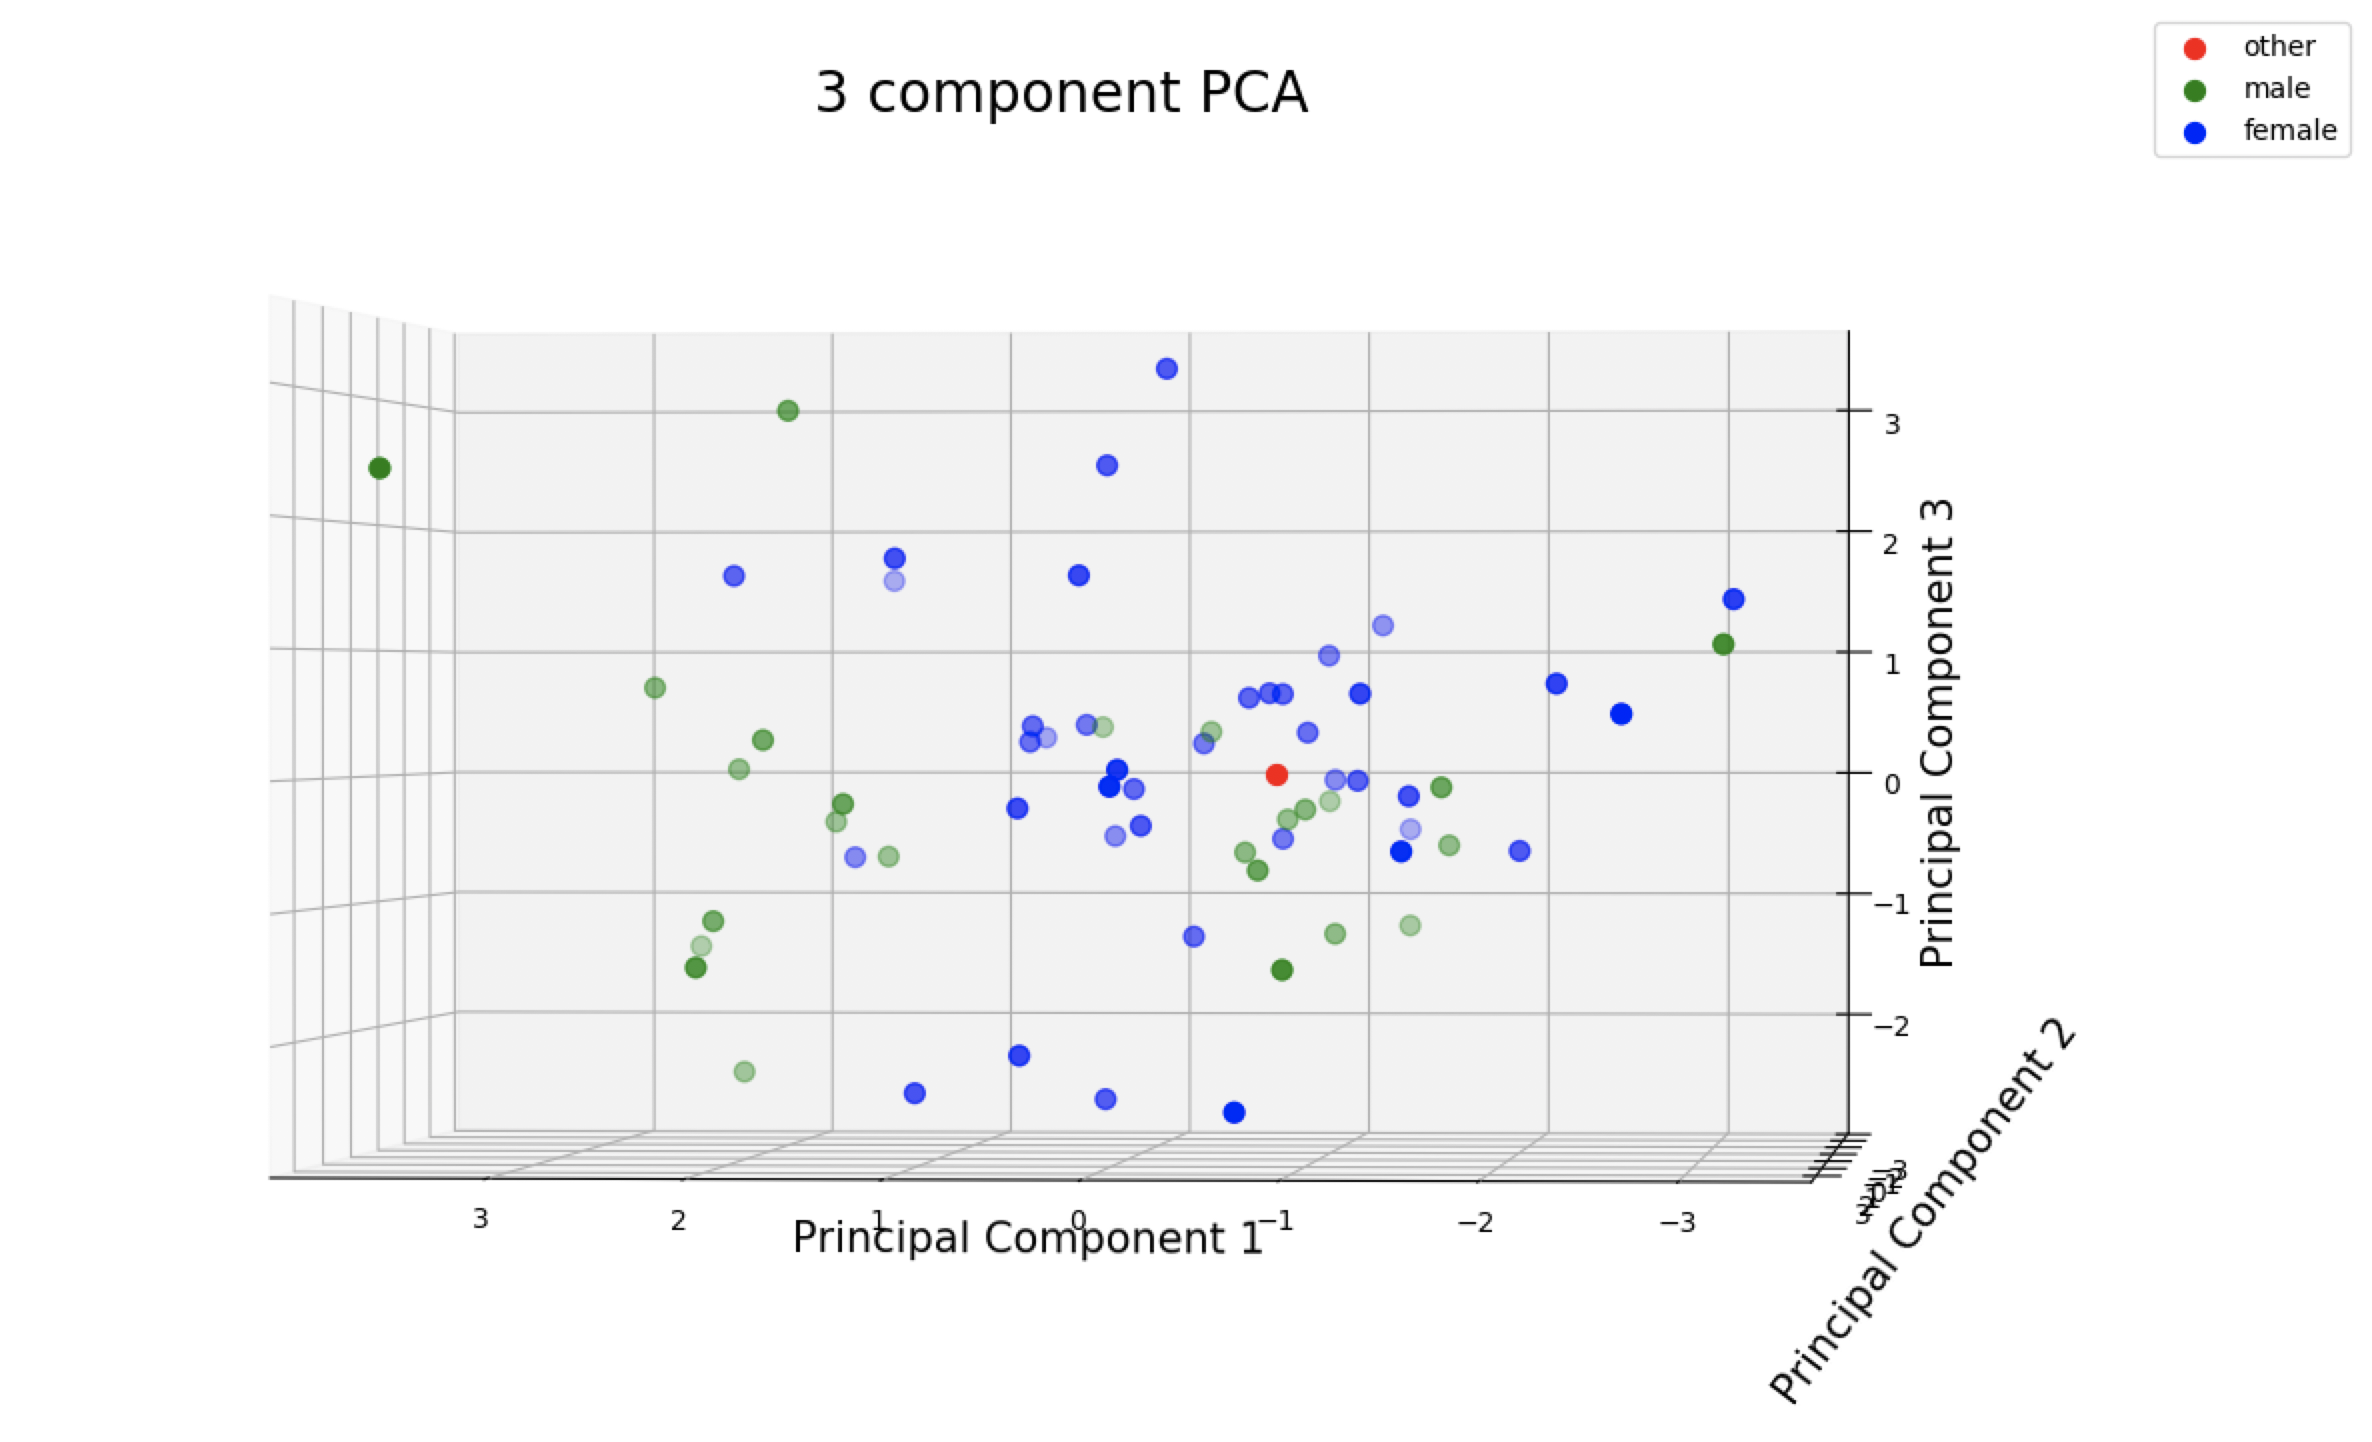 other
male
female
3 component PCA
3
2
1
0
−1
−2
Principal Component 3
3 2 1 0 −1 −2 −3
Principal Component 1
−3
Principal Component 2